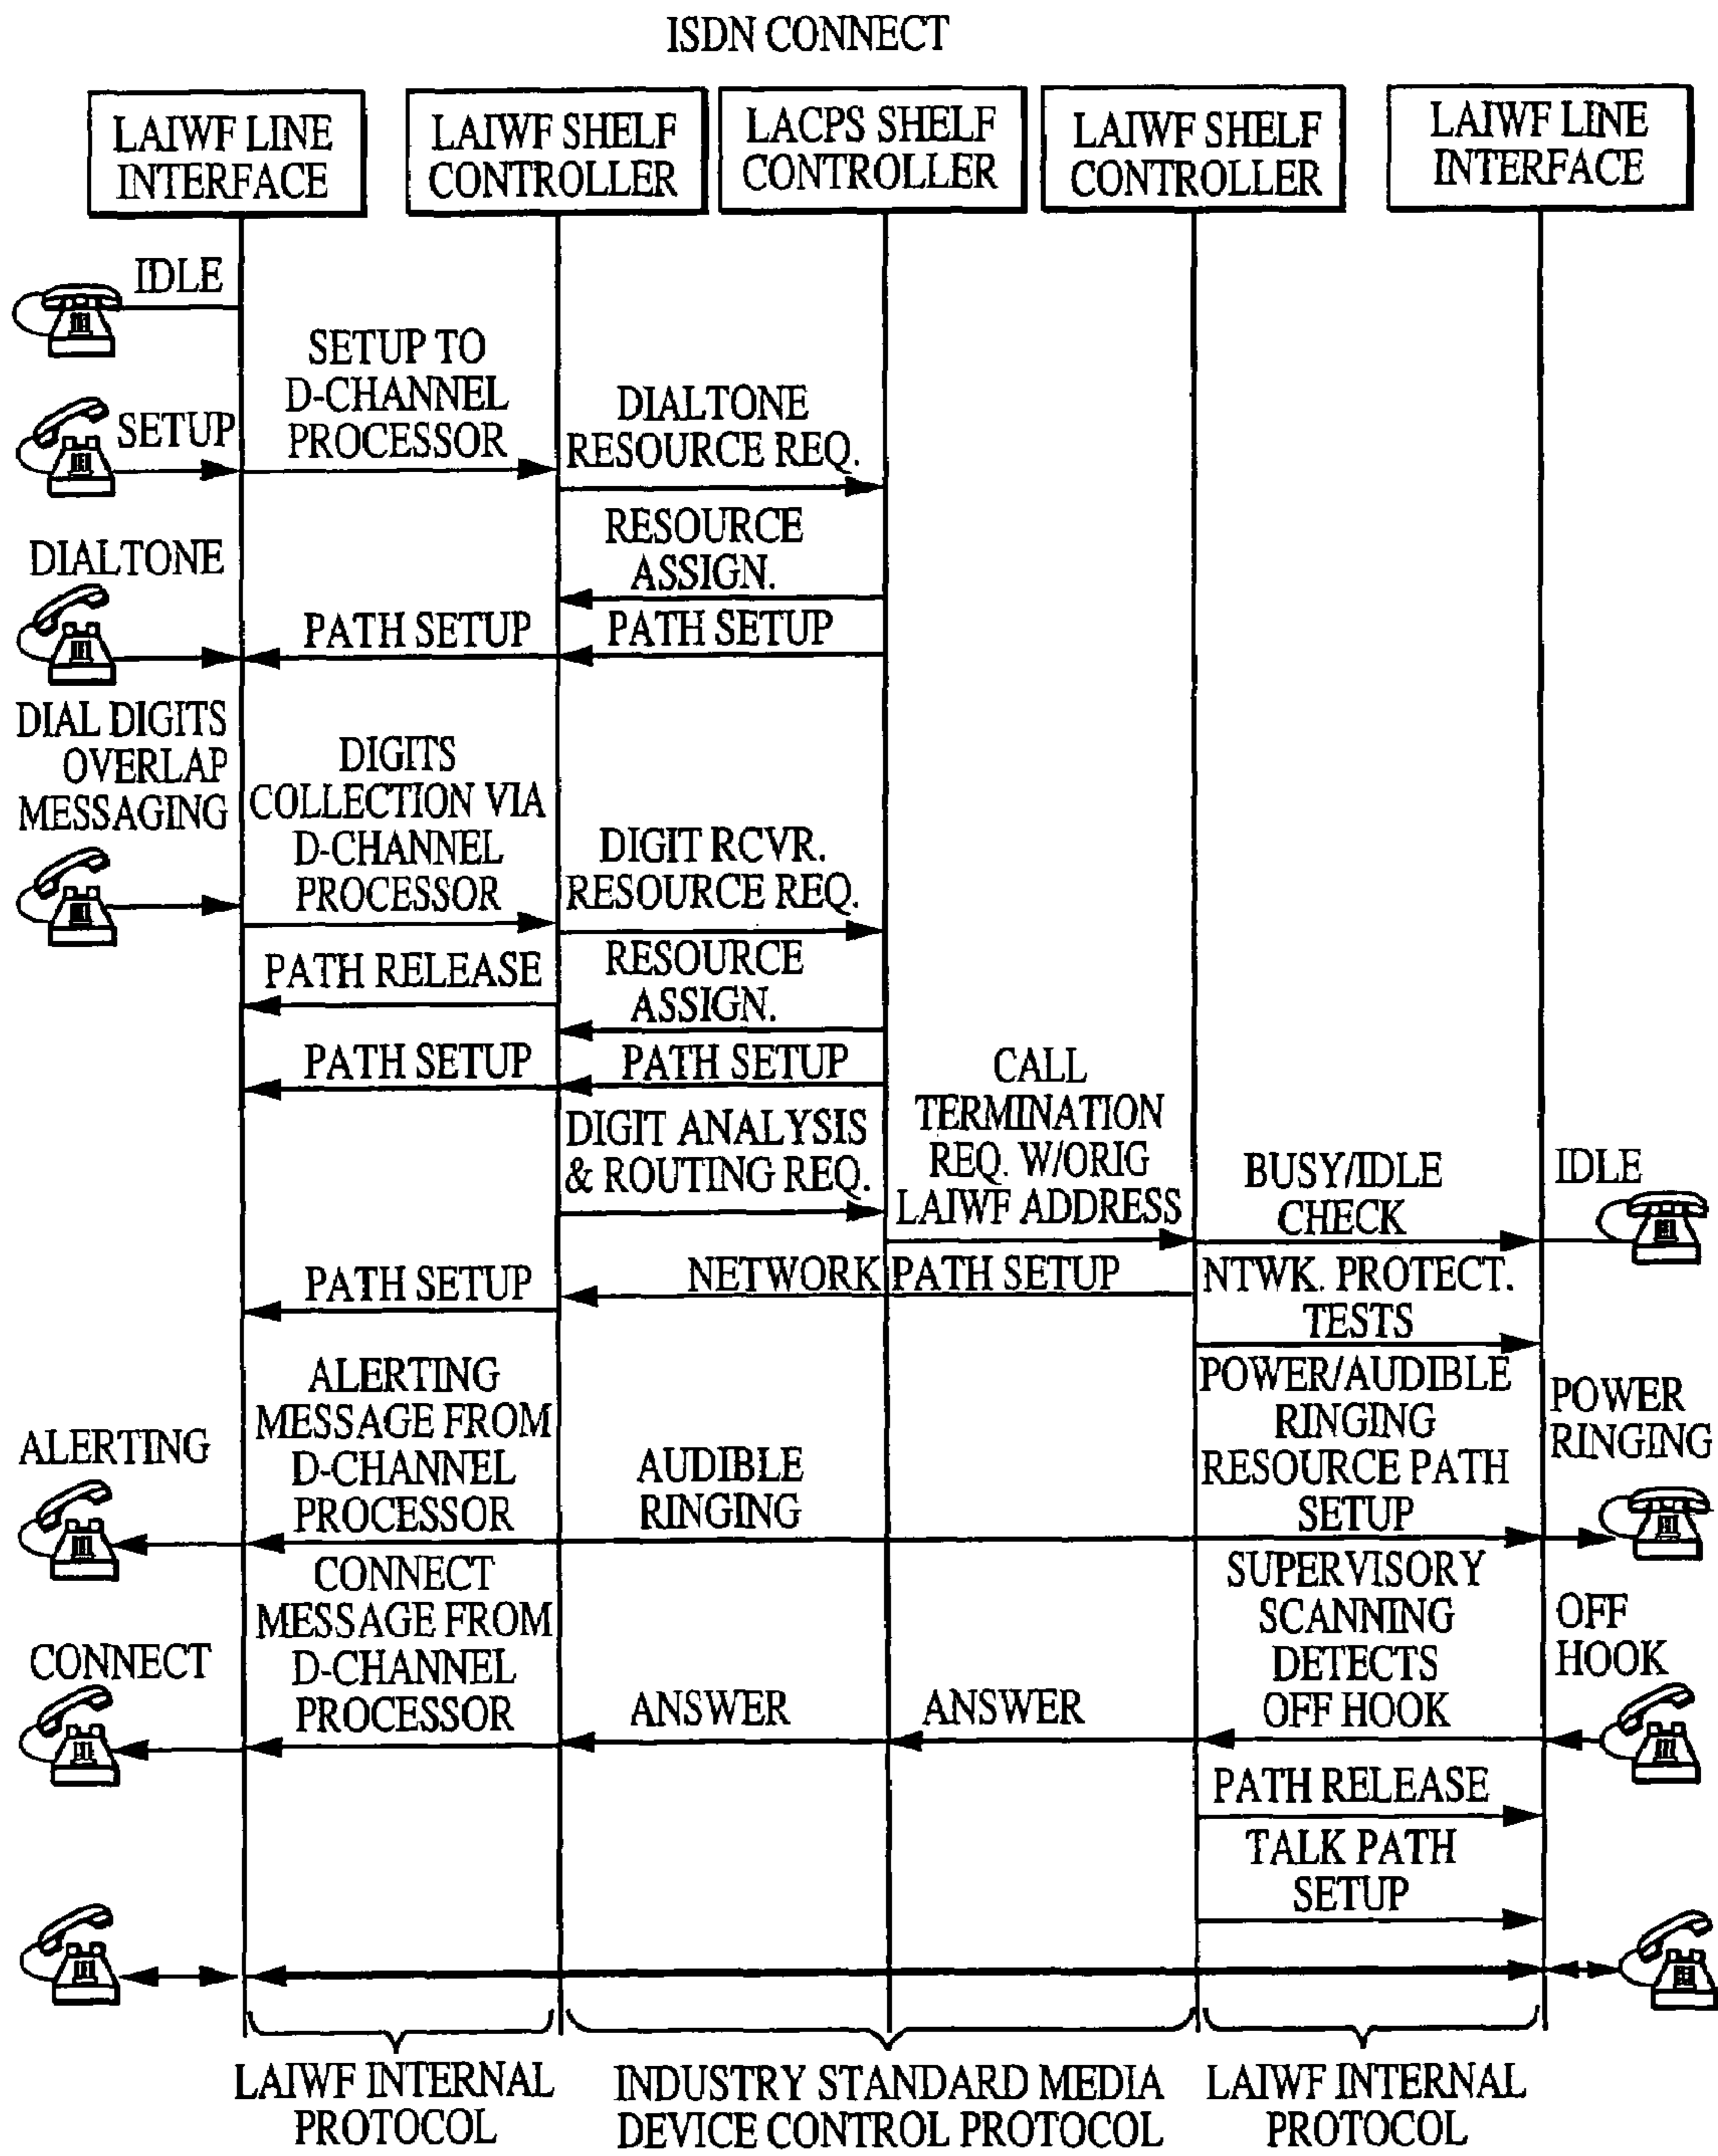 ISDN CONNECT
LAIWF LINE
INTERFACE
LAIWF SHELF
CONTROLLER
LACPS SHELF
CONTROLLER
LAIWF SHELF
CONTROLLER
LAIWF LINE
INTERFACE
IDLE
SETUP
SETUP TO
D-CHANNEL
PROCESSOR
DIALTONE
RESOURCE REQ.
RESOURCE
ASSIGN.
DIALTONE
PATH SETUP
PATH SETUP
DIAL DIGITS
OVERLAP
MESSAGING
DIGITS
COLLECTION VIA
D-CHANNEL
PROCESSOR
DIGIT RCVR.
RESOURCE REQ.
PATH RELEASE
RESOURCE
ASSIGN.
PATH SETUP
PATH SETUP
DIGIT ANALYSIS
& ROUTING REQ.
CALL
TERMINATION
REQ. W/ORIG
LAIWF ADDRESS
BUSY/IDLE
CHECK
IDLE
PATH SETUP
NETWORK PATH SETUP
NTWK. PROTECT.
TESTS
ALERTING
ALERTING
MESSAGE FROM
D-CHANNEL
PROCESSOR
AUDIBLE
RINGING
POWER/AUDIBLE
RINGING
RESOURCE PATH
SETUP
POWER
RINGING
CONNECT
CONNECT
MESSAGE FROM
D-CHANNEL
PROCESSOR
ANSWER
ANSWER
SUPERVISORY
SCANNING
DETECTS
OFF HOOK
OFF
HOOK
PATH RELEASE
TALK PATH
SETUP
LAIWF INTERNAL
PROTOCOL
INDUSTRY STANDARD MEDIA
DEVICE CONTROL PROTOCOL
LAIWF INTERNAL
PROTOCOL